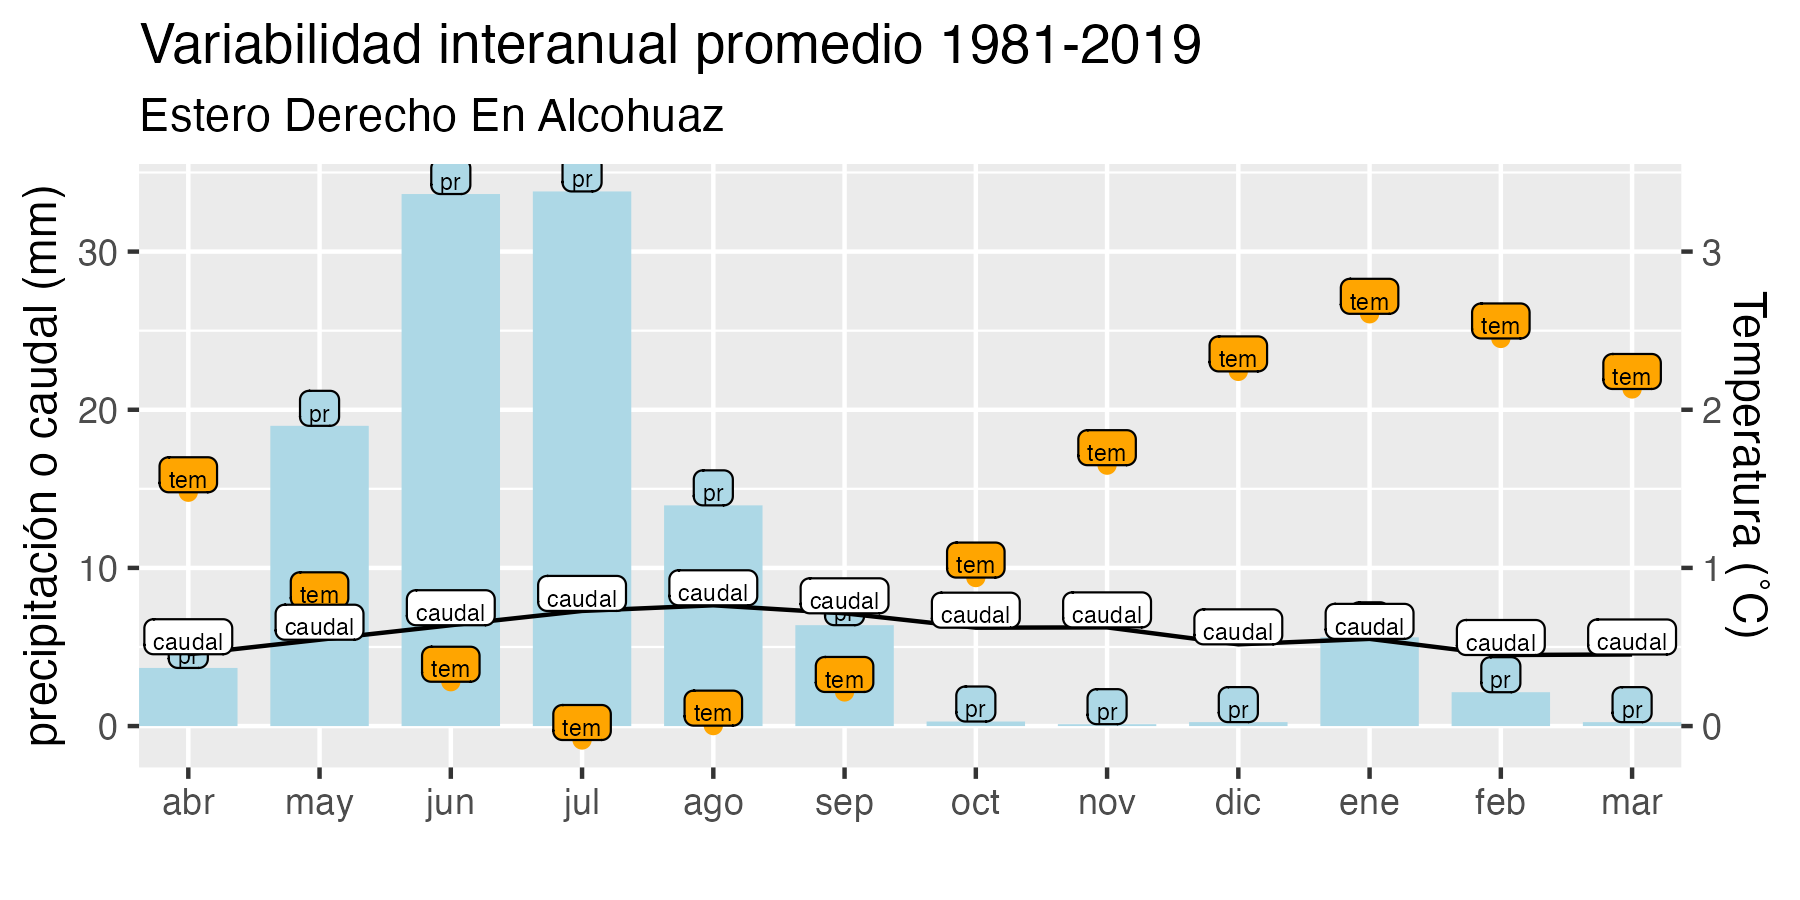 Variabilidad interanual promedio 1981-2019
Estero Derecho En Alcohuaz
precipitación o caudal (mm)
30
20
10
0
3
2
1
0
Temperatura (°C)
pr
pr
pr
pr
pr
pr
pr
pr
pr
pr
pr
tem
tem
tem
tem
tem
tem
tem
tem
tem
tem
tem
tem
caudal
caudal
caudal
caudal
caudal
caudal
caudal
caudal
caudal
caudal
caudal
caudal
abr may jun jul ago sep oct nov dic ene feb mar